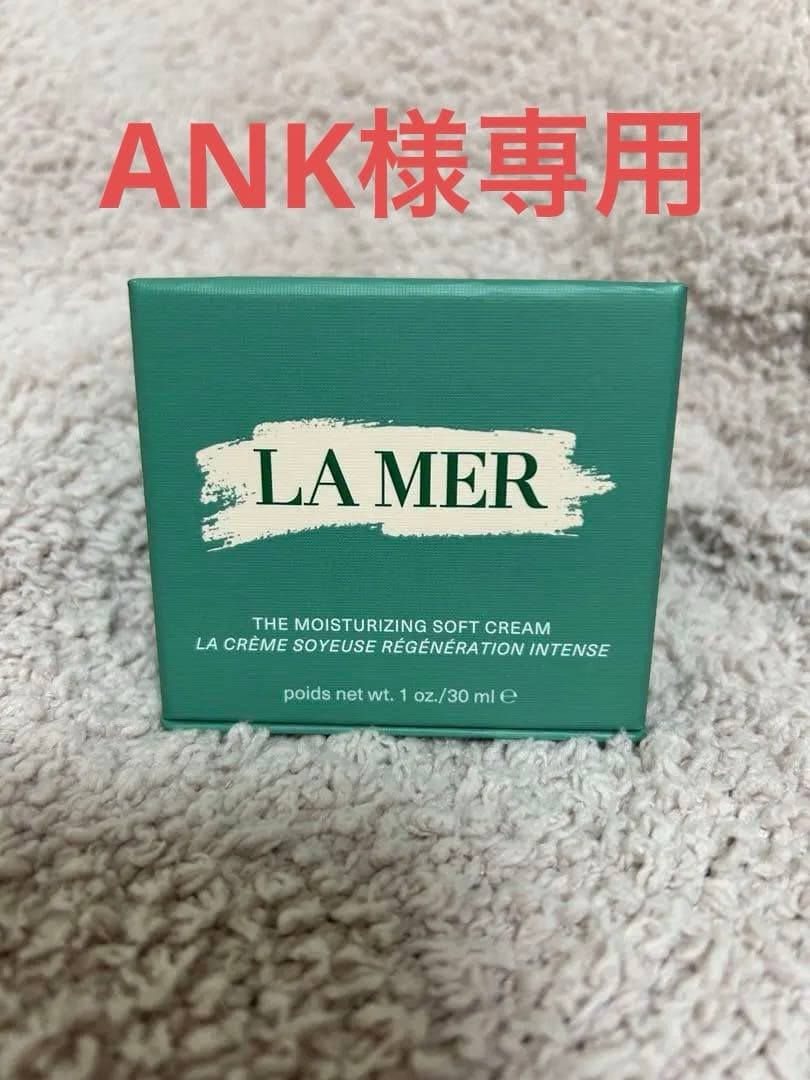 ANK様専用
LA MER
THE MOISTURIZING SOFT CREAM
LA CRÈME SOYEUSE RÉGÉNÉRATION INTENSE
poids net wt. 1 oz./30 ml ℮